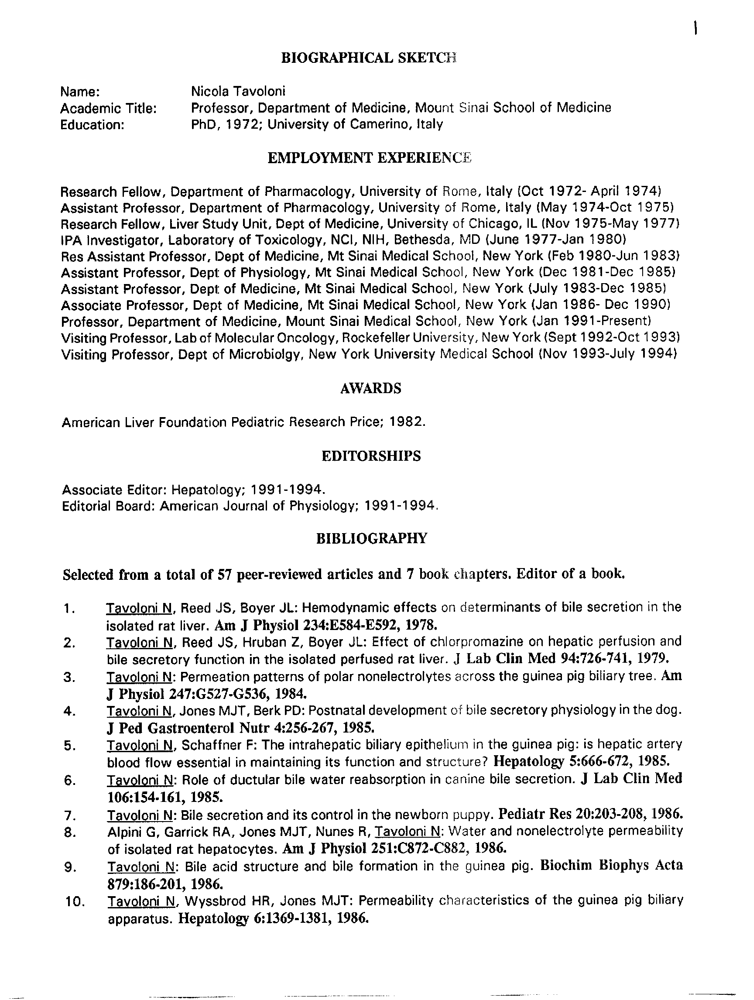 1
BIOGRAPHICAL SKETCH
Name: Nicola Tavoloni
Academic Title: Professor, Department of Medicine, Mount Sinai School of Medicine
Education: PhD, 1972; University of Camerino, Italy
EMPLOYMENT EXPERIENCE
Research Fellow, Department of Pharmacology, University of Rome, Italy (Oct 1972- April 1974)
Assistant Professor, Department of Pharmacology, University of Rome, Italy (May 1974-Oct 1975)
Research Fellow, Liver Study Unit, Dept of Medicine, University of Chicago, IL (Nov 1975-May 1977)
IPA Investigator, Laboratory of Toxicology, NCI, NIH, Bethesda, MD (June 1977-Jan 1980)
Res Assistant Professor, Dept of Medicine, Mt Sinai Medical School, New York (Feb 1980-Jun 1983)
Assistant Professor, Dept of Physiology, Mt Sinai Medical School, New York (Dec 1981-Dec 1985)
Assistant Professor, Dept of Medicine, Mt Sinai Medical School, New York (July 1983-Dec 1985)
Associate Professor, Dept of Medicine, Mt Sinai Medical School, New York (Jan 1986- Dec 1990)
Professor, Department of Medicine, Mount Sinai Medical School, New York (Jan 1991-Present)
Visiting Professor, Lab of Molecular Oncology, Rockefeller University, New York (Sept 1992-Oct 1993)
Visiting Professor, Dept of Microbiolgy, New York University Medical School (Nov 1993-July 1994)
AWARDS
American Liver Foundation Pediatric Research Price; 1982.
EDITORSHIPS
Associate Editor: Hepatology; 1991-1994.
Editorial Board: American Journal of Physiology; 1991-1994.
BIBLIOGRAPHY
Selected from a total of 57 peer-reviewed articles and 7 book chapters. Editor of a book.
1. Tavoloni N, Reed JS, Boyer JL: Hemodynamic effects on determinants of bile secretion in the
isolated rat liver. Am J Physiol 234:E584-E592, 1978.
2. Tavoloni N, Reed JS, Hruban Z, Boyer JL: Effect of chlorpromazine on hepatic perfusion and
bile secretory function in the isolated perfused rat liver. J Lab Clin Med 94:726-741, 1979.
3. Tavoloni N: Permeation patterns of polar nonelectrolytes across the guinea pig biliary tree. Am
J Physiol 247:G527-G536, 1984.
4. Tavoloni N, Jones MJT, Berk PD: Postnatal development of bile secretory physiology in the dog.
J Ped Gastroenterol Nutr 4:256-267, 1985.
5. Tavoloni N, Schaffner F: The intrahepatic biliary epithelium in the guinea pig: is hepatic artery
blood flow essential in maintaining its function and structure? Hepatology 5:666-672, 1985.
6. Tavoloni N: Role of ductular bile water reabsorption in canine bile secretion. J Lab Clin Med
106:154-161, 1985.
7. Tavoloni N: Bile secretion and its control in the newborn puppy. Pediatr Res 20:203-208, 1986.
8. Alpini G, Garrick RA, Jones MJT, Nunes R, Tavoloni N: Water and nonelectrolyte permeability
of isolated rat hepatocytes. Am J Physiol 251:C872-C882, 1986.
9. Tavoloni N: Bile acid structure and bile formation in the guinea pig. Biochim Biophys Acta
879:186-201, 1986.
10. Tavoloni N, Wyssbrod HR, Jones MJT: Permeability characteristics of the guinea pig biliary
apparatus. Hepatology 6:1369-1381, 1986.